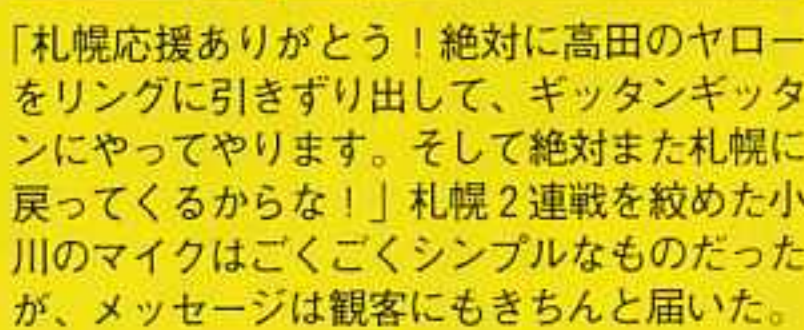 「札幌応援ありがとう！絶対に高田のヤロー
をリングに引きずり出して、ギッタンギッタ
ンにやってやります。そして絶対また札幌に
戻ってくるからな！」札幌２連戦を絞めた小
川のマイクはごくごくシンプルなものだった
が、メッセージは観客にもきちんと届いた。